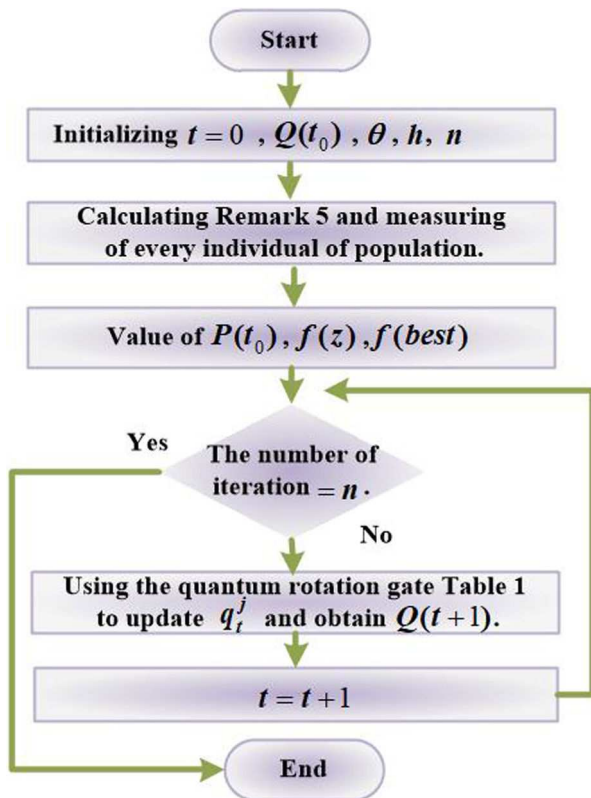 Start
Initializing t = 0 , Q(t₀) , θ, h, n
Calculating Remark 5 and measuring
of every individual of population.
Value of P(t₀) , f(z) ,f(best)
Yes
The number of
iteration = n .
No
Using the quantum rotation gate Table 1
to update qₜʲ and obtain Q(t + 1).
t = t + 1
End